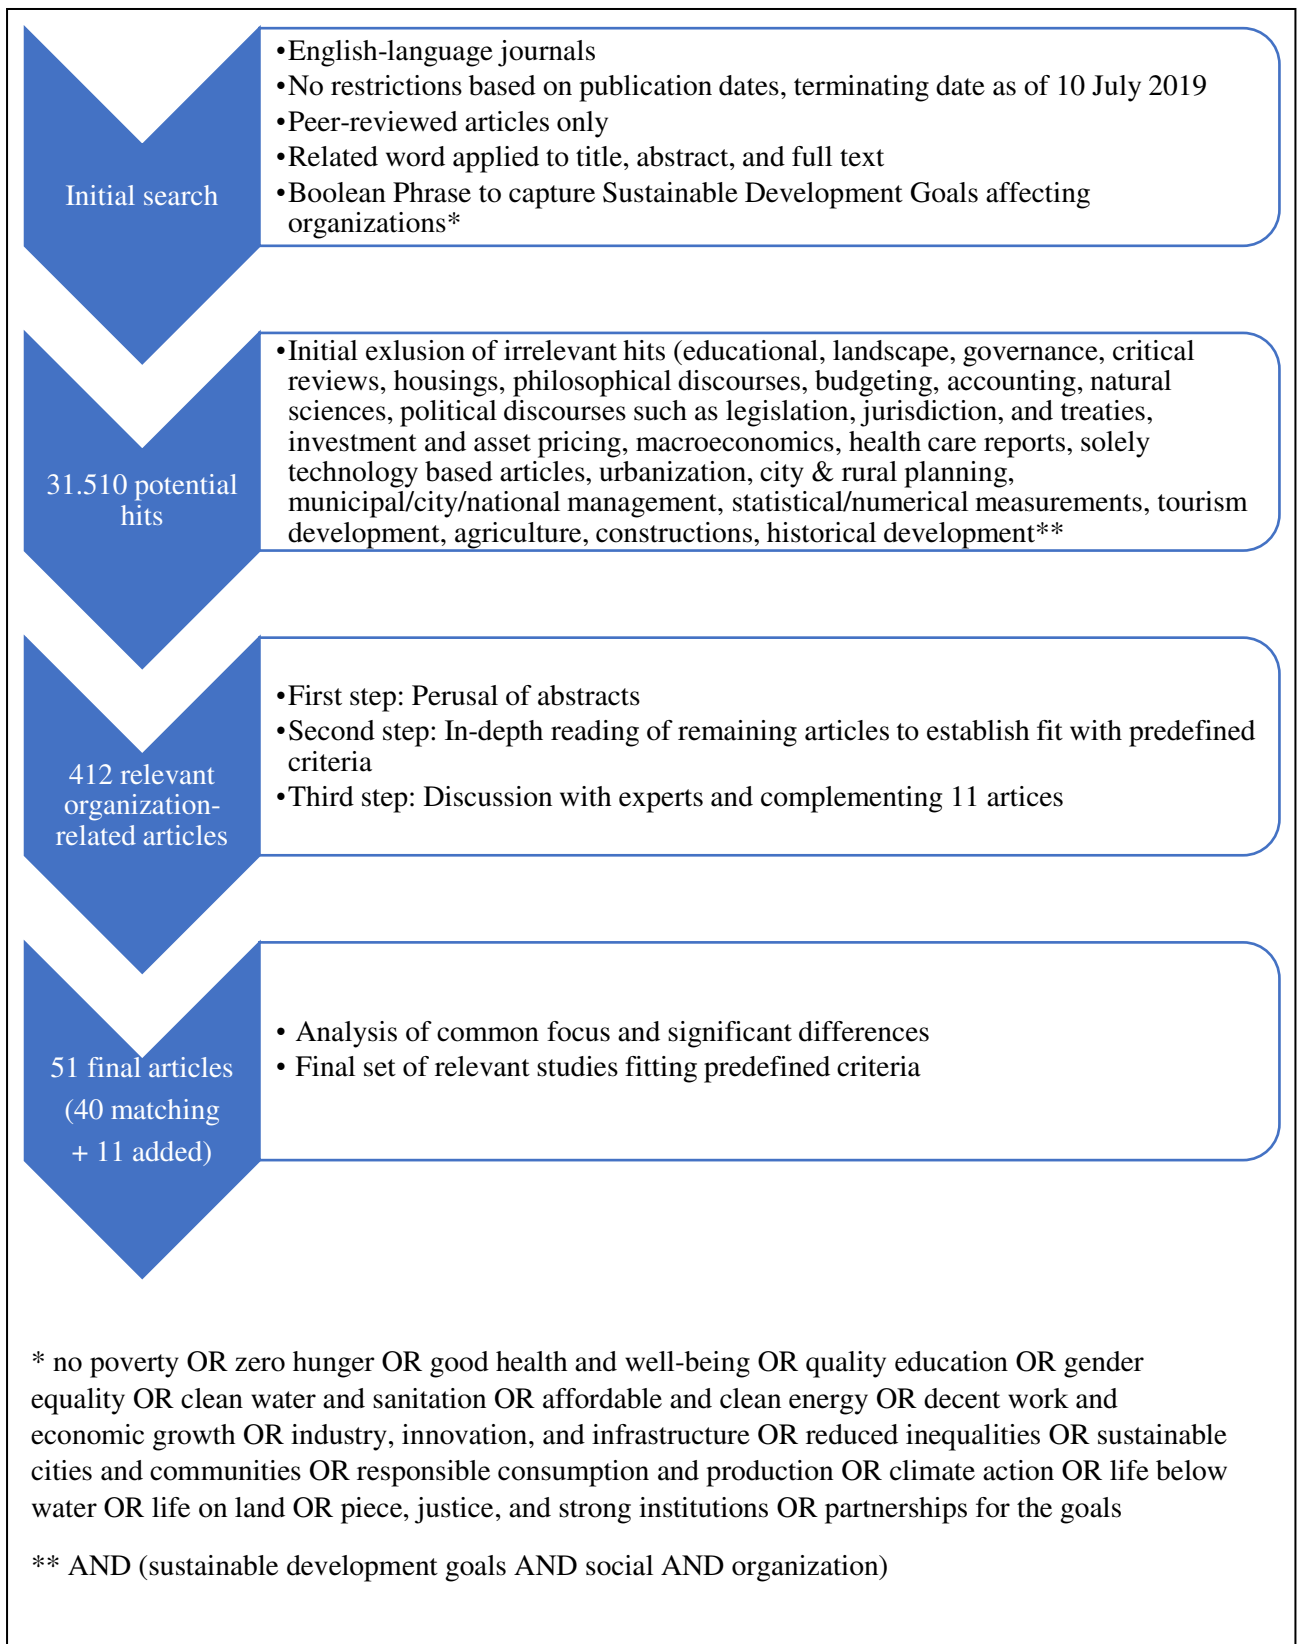 Initial search
•English-language journals
•No restrictions based on publication dates, terminating date as of 10 July 2019
•Peer-reviewed articles only
•Related word applied to title, abstract, and full text
•Boolean Phrase to capture Sustainable Development Goals affecting
organizations*
31.510 potential
hits
•Initial exlusion of irrelevant hits (educational, landscape, governance, critical
reviews, housings, philosophical discourses, budgeting, accounting, natural
sciences, political discourses such as legislation, jurisdiction, and treaties,
investment and asset pricing, macroeconomics, health care reports, solely
technology based articles, urbanization, city & rural planning,
municipal/city/national management, statistical/numerical measurements, tourism
development, agriculture, constructions, historical development**
412 relevant
organization-
related articles
•First step: Perusal of abstracts
•Second step: In-depth reading of remaining articles to establish fit with predefined
criteria
•Third step: Discussion with experts and complementing 11 artices
51 final articles
(40 matching
+ 11 added)
• Analysis of common focus and significant differences
• Final set of relevant studies fitting predefined criteria
* no poverty OR zero hunger OR good health and well-being OR quality education OR gender
equality OR clean water and sanitation OR affordable and clean energy OR decent work and
economic growth OR industry, innovation, and infrastructure OR reduced inequalities OR sustainable
cities and communities OR responsible consumption and production OR climate action OR life below
water OR life on land OR piece, justice, and strong institutions OR partnerships for the goals
** AND (sustainable development goals AND social AND organization)